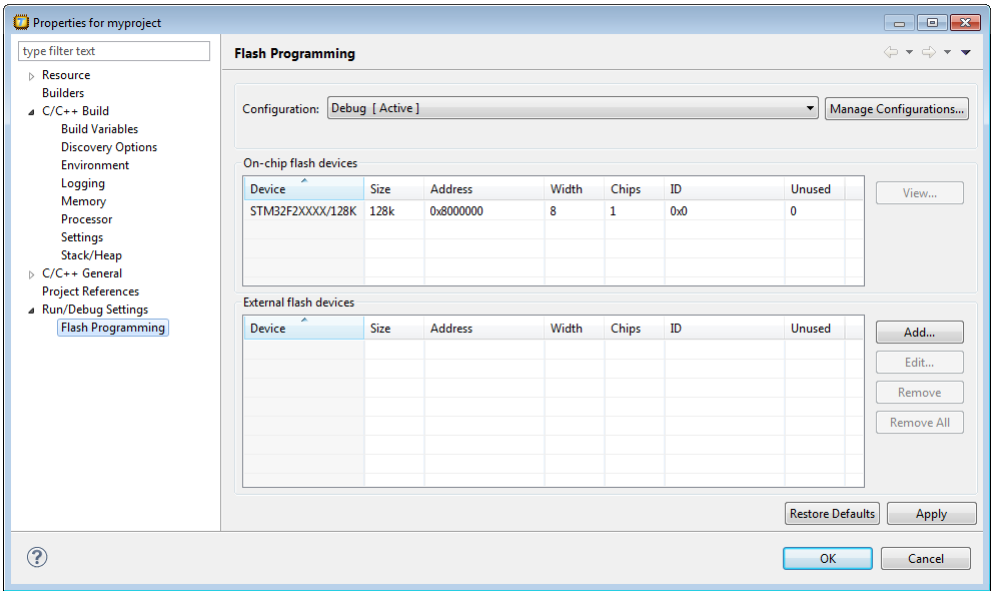 Properties for myproject
type filter text
Resource
Builders
C/C++ Build
Build Variables
Discovery Options
Environment
Logging
Memory
Processor
Settings
Stack/Heap
C/C++ General
Project References
Run/Debug Settings
Flash Programming
Flash Programming
Configuration: Debug [ Active ] Manage Configurations...
On-chip flash devices
Device Size Address Width Chips ID Unused View...
STM32F2XXXX/128K 128k 0x8000000 8 1 0x0 0
External flash devices
Device Size Address Width Chips ID Unused
Add...
Edit...
Remove
Remove All
Restore Defaults Apply
? OK Cancel